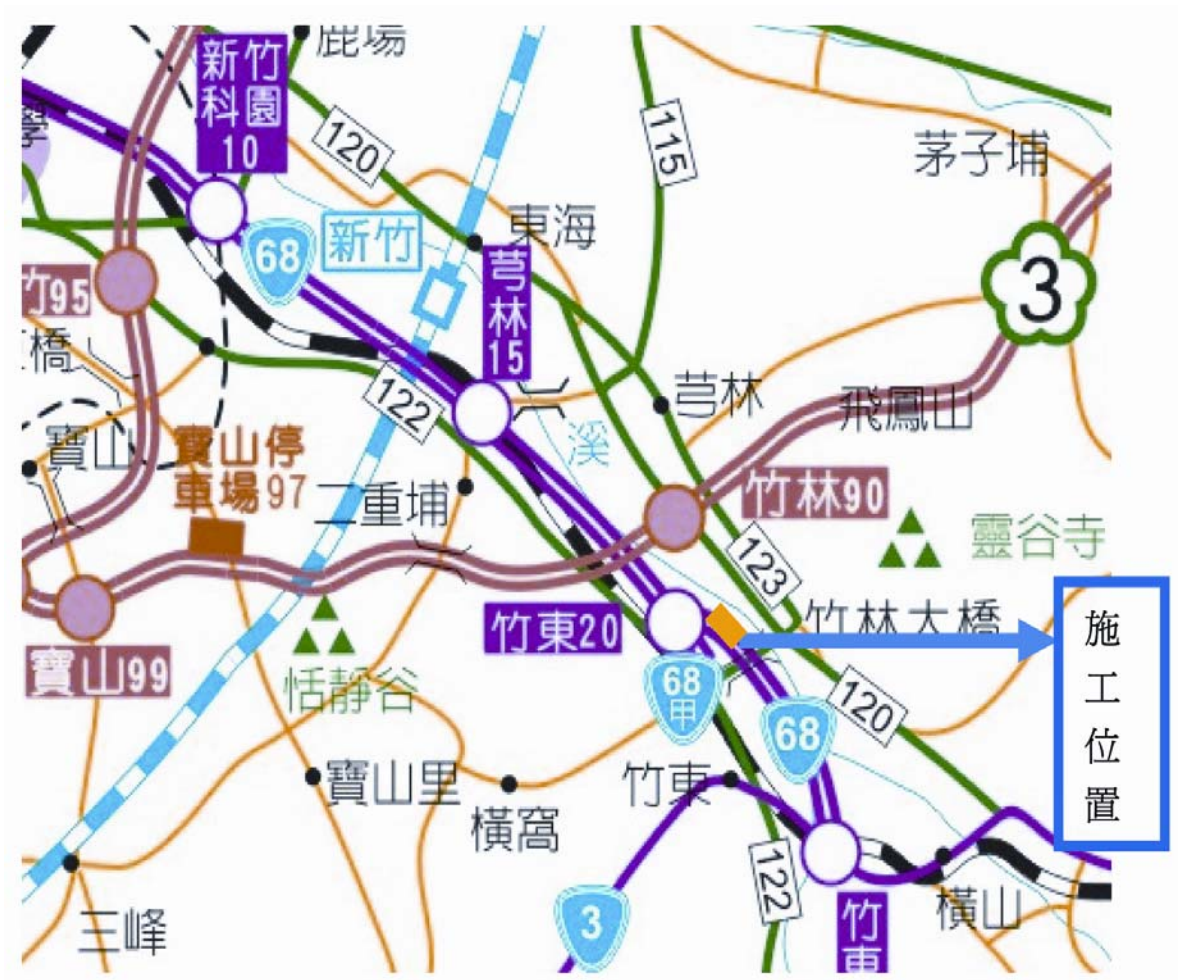 鹿場
新竹
科園
10
120
115
茅子埔
學
68
新竹
東海
3
竹95
芎林
15
橋
122
芎林
飛鳳山
溪
寶山
寶山停
車場97
二重埔
竹林90
靈谷寺
123
竹東20
竹林大橋
施工位置
寶山99
恬靜谷
68
甲
68
120
寶山里
橫窩
竹東
122
3
橫山
竹東
三峰